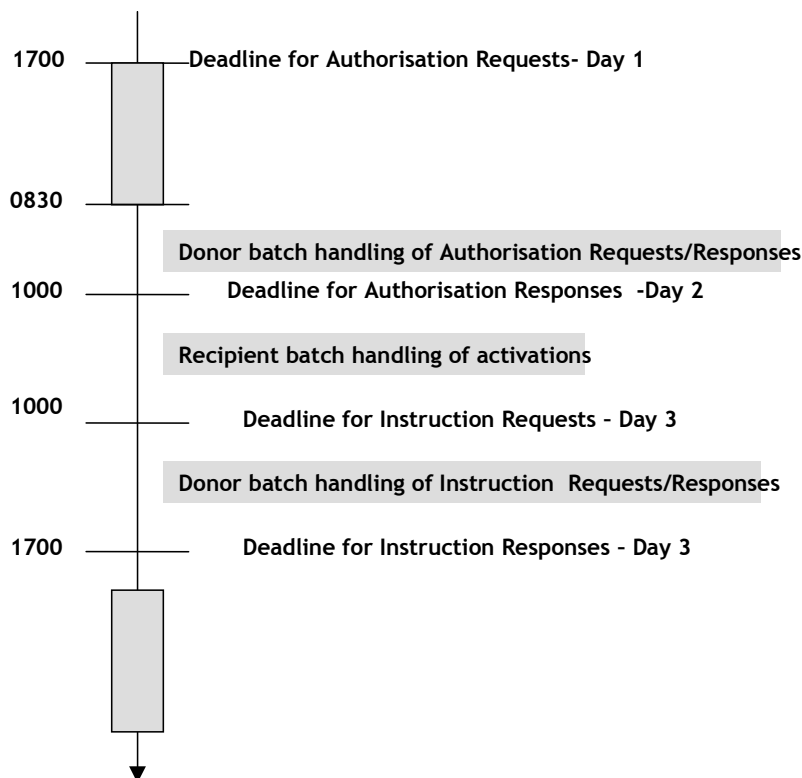 1700 Deadline for Authorisation Requests- Day 1
0830
Donor batch handling of Authorisation Requests/Responses
1000 Deadline for Authorisation Responses -Day 2
Recipient batch handling of activations
1000 Deadline for Instruction Requests – Day 3
Donor batch handling of Instruction Requests/Responses
1700 Deadline for Instruction Responses – Day 3